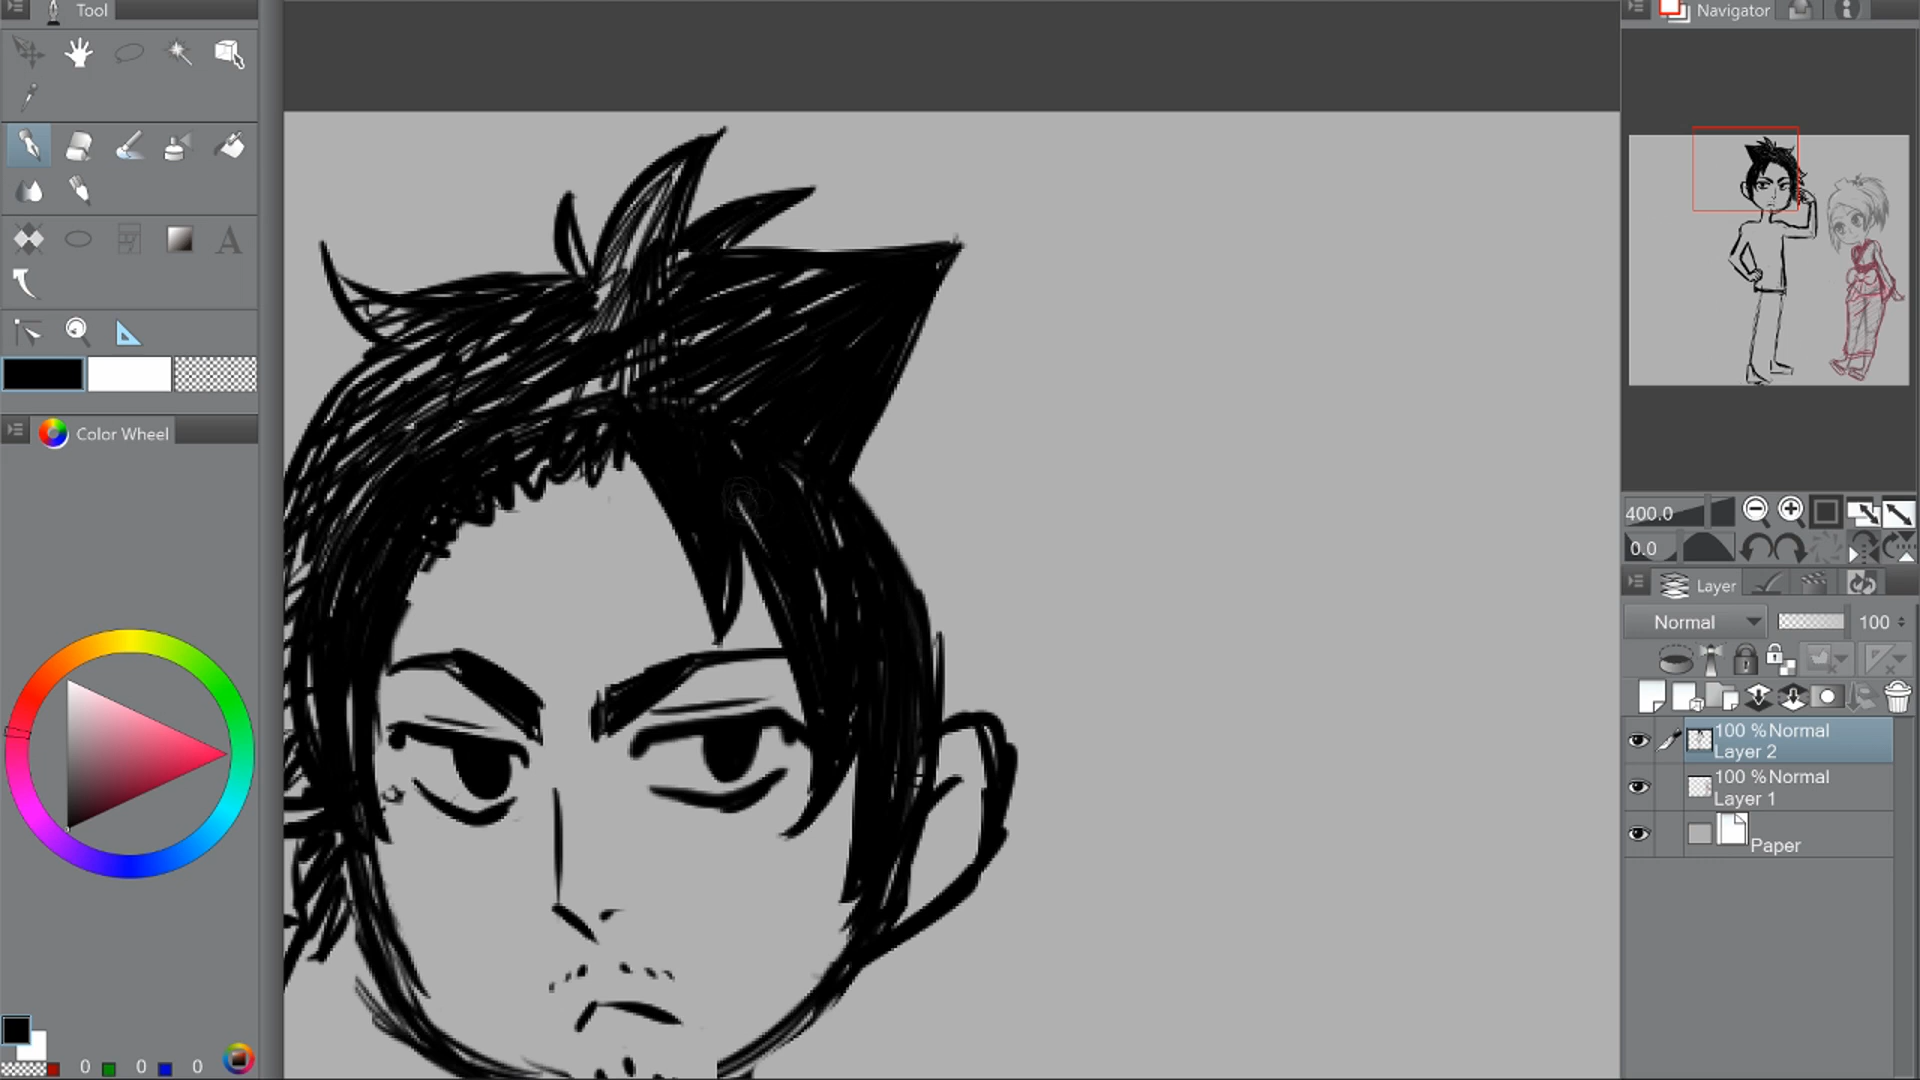 Tool
A
Color Wheel
0 0 0
Navigator
400.0
0.0
Layer
Normal 100
100 %Normal
Layer 2
100 %Normal
Layer 1
Paper